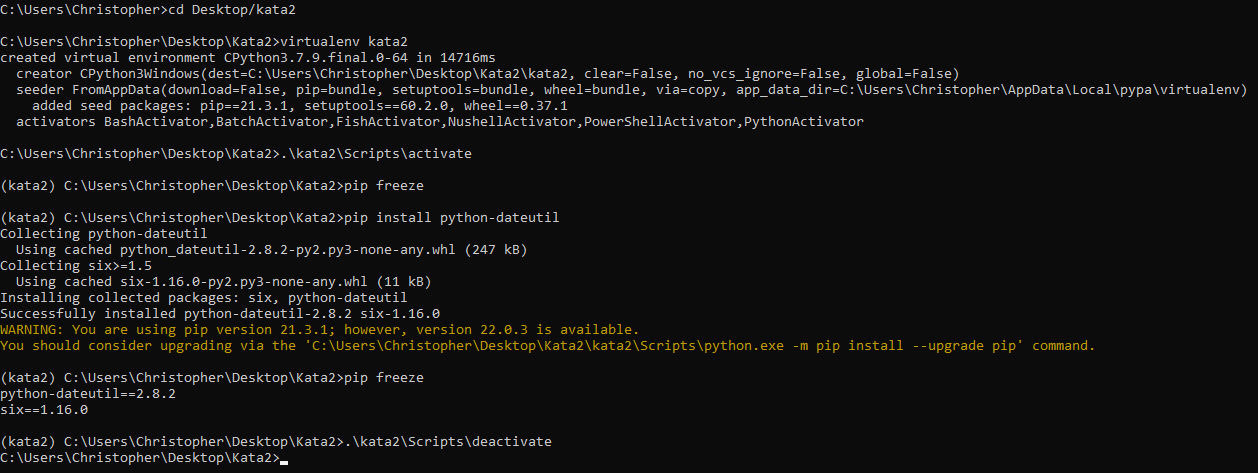 C:\Users\Christopher>cd Desktop/kata2
C:\Users\Christopher\Desktop\Kata2>virtualenv kata2
created virtual environment CPython3.7.9.final.0-64 in 14716ms
  creator CPython3Windows(dest=C:\Users\Christopher\Desktop\Kata2\kata2, clear=False, no_vcs_ignore=False, global=False)
  seeder FromAppData(download=False, pip=bundle, setuptools=bundle, wheel=bundle, via=copy, app_data_dir=C:\Users\Christopher\AppData\Local\pypa\virtualenv)
    added seed packages: pip==21.3.1, setuptools==60.2.0, wheel==0.37.1
  activators BashActivator,BatchActivator,FishActivator,NushellActivator,PowerShellActivator,PythonActivator
C:\Users\Christopher\Desktop\Kata2>.\kata2\Scripts\activate
(kata2) C:\Users\Christopher\Desktop\Kata2>pip freeze
(kata2) C:\Users\Christopher\Desktop\Kata2>pip install python-dateutil
Collecting python-dateutil
  Using cached python_dateutil-2.8.2-py2.py3-none-any.whl (247 kB)
Collecting six>=1.5
  Using cached six-1.16.0-py2.py3-none-any.whl (11 kB)
Installing collected packages: six, python-dateutil
Successfully installed python-dateutil-2.8.2 six-1.16.0
WARNING: You are using pip version 21.3.1; however, version 22.0.3 is available.
You should consider upgrading via the 'C:\Users\Christopher\Desktop\Kata2\kata2\Scripts\python.exe -m pip install --upgrade pip' command.
(kata2) C:\Users\Christopher\Desktop\Kata2>pip freeze
python-dateutil==2.8.2
six==1.16.0
(kata2) C:\Users\Christopher\Desktop\Kata2>.\kata2\Scripts\deactivate
C:\Users\Christopher\Desktop\Kata2>